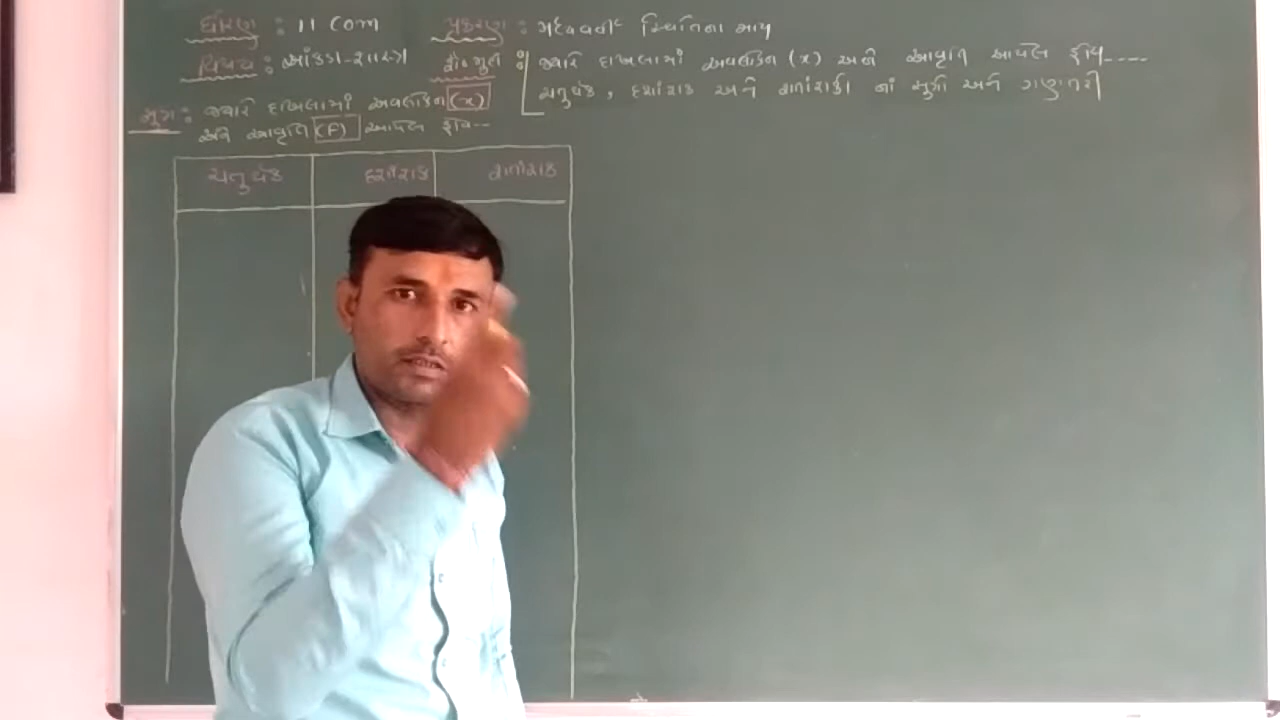 ધોરણ : 11 Com પ્રકરણ : મધ્યવર્તી સ્થિતિના માપ
વિષય : આંકડા-શાસ્ત્ર
જ્યારે દાખલામાં અવલોકન (x) અને આવૃત્તિ આપેલ હોય----
ચતુર્થક, દશાંશક અને શતાંશકો નાં સુત્રો અને ગણતરી
સુત્ર : જ્યારે દાખલામાં અવલોકન (x)
અને આવૃત્તિ (F) આપેલ હોય--
ચતુર્થક દશાંશક શતાંશક